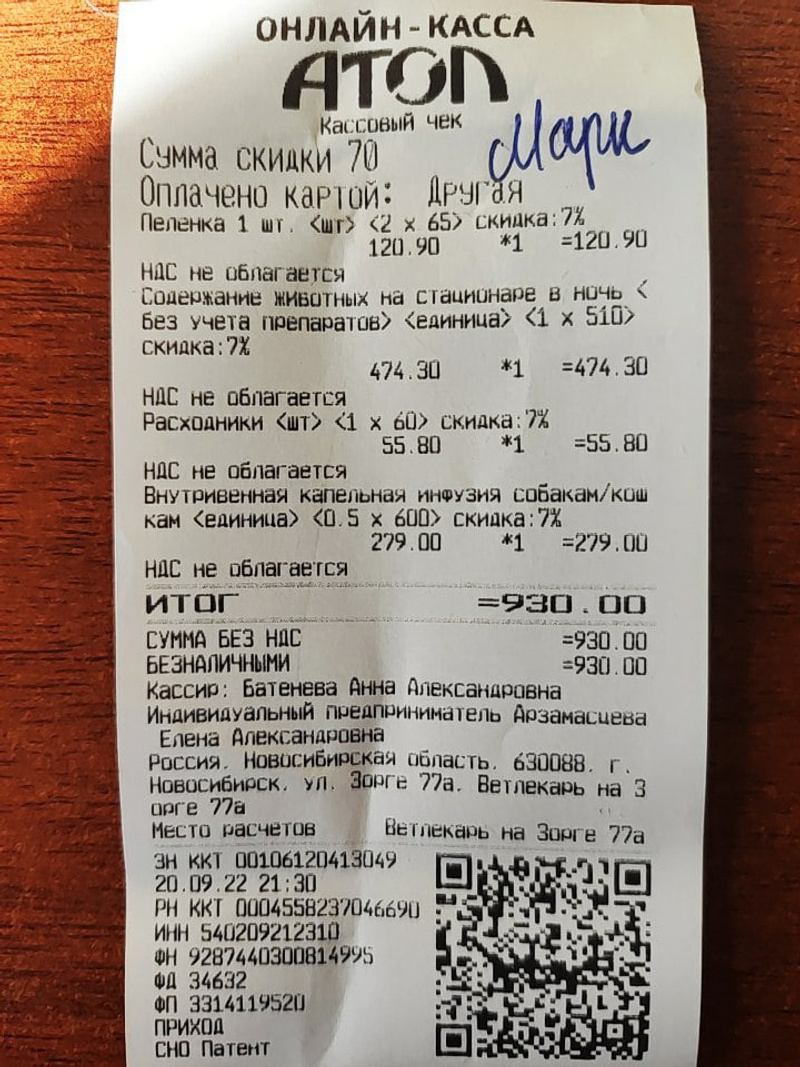 ОНЛАЙН-КАССА
АТОЛ
Кассовый чек
Марк
Сумма скидки 70
Оплачено картой: Другая
Пеленка 1 шт. <шт> <2 x 65> скидка:7%
120.90 *1 =120.90
НДС не облагается
Содержание животных на стационаре в ночь <
без учета препаратов> <единица> <1 x 510>
скидка:7%
474.30 *1 =474.30
НДС не облагается
Расходники <шт> <1 x 60> скидка:7%
55.80 *1 =55.80
НДС не облагается
Внутривенная капельная инфузия собакам/кош
кам <единица> <0.5 x 600> скидка:7%
279.00 *1 =279.00
НДС не облагается
ИТОГ =930.00
СУММА БЕЗ НДС =930.00
БЕЗНАЛИЧНЫМИ =930.00
Кассир: Батенева Анна Александровна
Индивидуальный предприниматель Арзамасцева
Елена Александровна
Россия, Новосибирская область, 630088, г.
Новосибирск, ул. Зорге 77а, Ветлекарь на З
орге 77а
Место расчетов Ветлекарь на Зорге 77а
ЗН ККТ 00106120413049
20.09.22 21:30
РН ККТ 0004558237046690
ИНН 540209212310
ФН 9287440300814995
ФД 34632
ФП 3314119520
ПРИХОД
СНО Патент